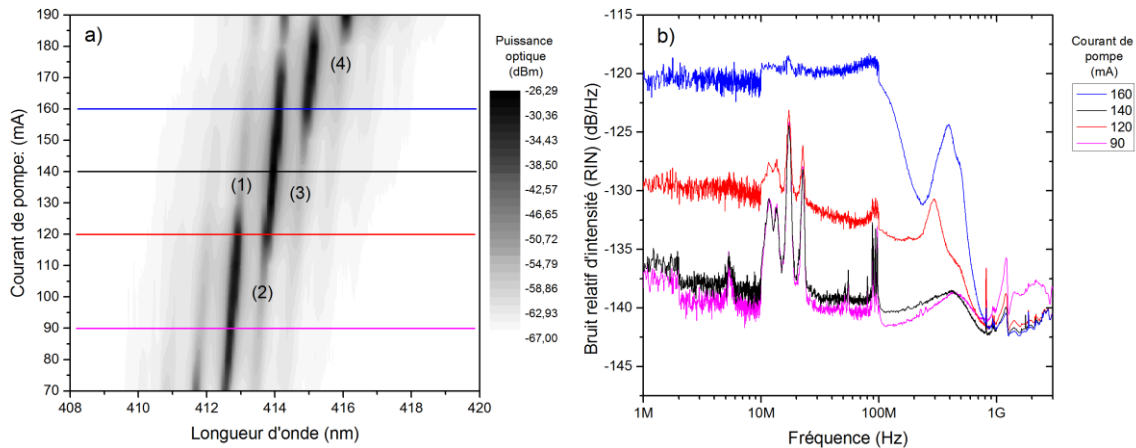 a)
Courant de pompe: (mA)
190
180
170
160
150
140
130
120
110
100
90
80
70
(4)
(1)
(3)
(2)
408
410
412
414
416
418
420
Longueur d'onde (nm)
Puissance
optique
(dBm)
-26,29
-30,36
-34,43
-38,50
-42,57
-46,65
-50,72
-54,79
-58,86
-62,93
-67,00
b)
Bruit relatif d'intensité (RIN) (dB/Hz)
-115
-120
-125
-130
-135
-140
-145
1M
10M
100M
1G
Fréquence (Hz)
Courant de
pompe
(mA)
160
140
120
90